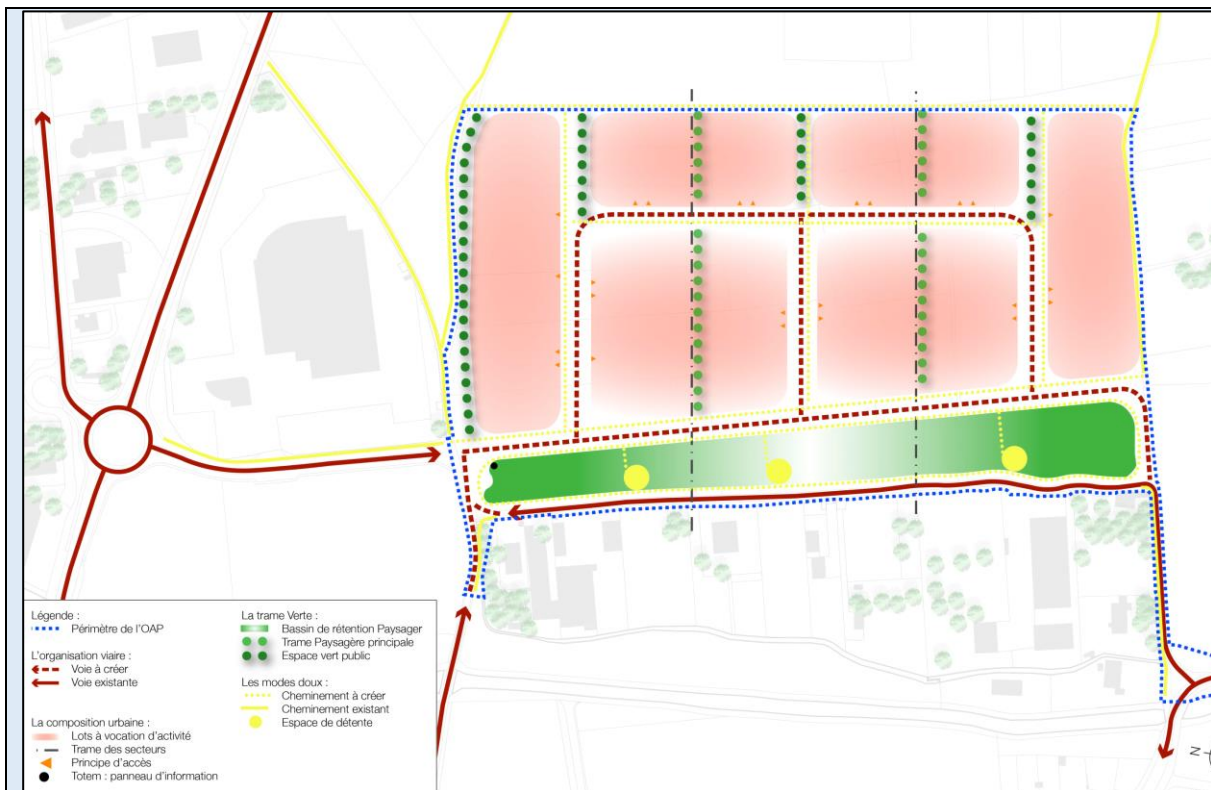 Légende :
Périmètre de l'OAP
L'organisation viaire :
Voie à créer
Voie existante
La composition urbaine :
Lots à vocation d'activité
Trame des secteurs
Principe d'accès
Totem : panneau d'information
La trame Verte :
Bassin de rétention Paysager
Trame Paysagère principale
Espace vert public
Les modes doux :
Cheminement à créer
Cheminement existant
Espace de détente
N